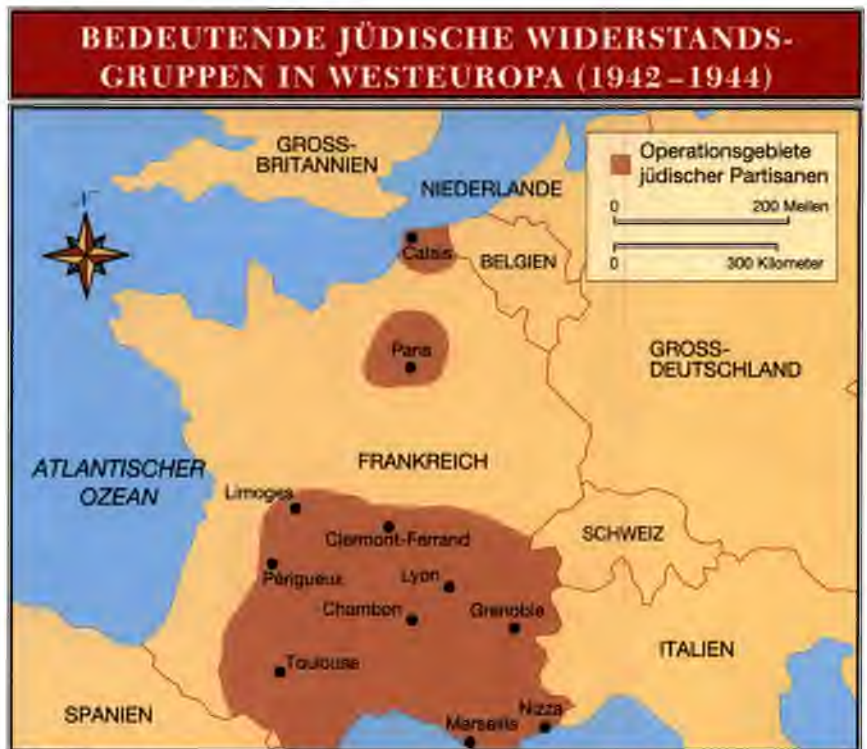 BEDEUTENDE JÜDISCHE WIDERSTANDS-
GRUPPEN IN WESTEUROPA (1942–1944)
GROSS-
BRITANNIEN
Operationsgebiete
jüdischer Partisanen
0 200 Meilen
0 300 Kilometer
NIEDERLANDE
Calais
BELGIEN
Paris
GROSS-
DEUTSCHLAND
ATLANTISCHER
OZEAN
FRANKREICH
Limoges
Clermont-Ferrand
SCHWEIZ
Périgueux
Lyon
Chambon
Grenoble
ITALIEN
Toulouse
SPANIEN
Nizza
Marseille